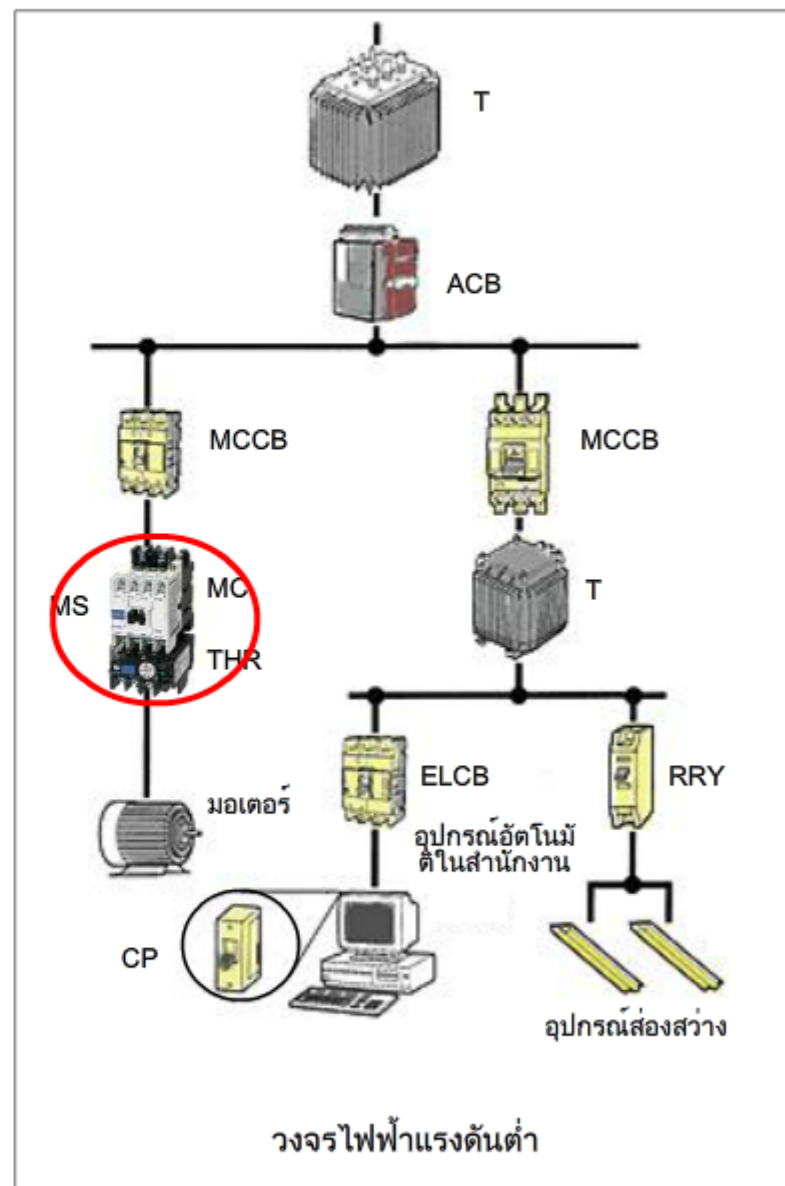 T
ACB
MCCB
MCCB
MS
MC
THR
T
มอเตอร์
ELCB
RRY
อุปกรณ์อัตโนมั
ติในสำนักงาน
CP
อุปกรณ์ส่องสว่าง
วงจรไฟฟ้าแรงดันต่ำ